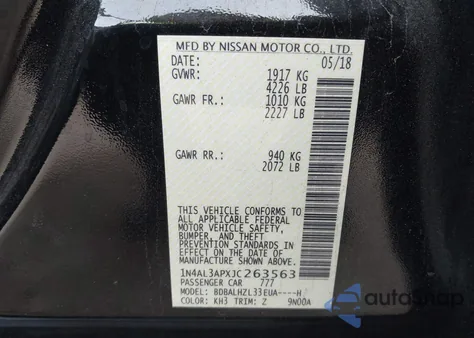 MFD BY NISSAN MOTOR CO., LTD.
DATE: 05/18
GVWR: 1917 KG
4226 LB
GAWR FR: 1010 KG
2227 LB
GAWR RR: 940 KG
2072 LB
THIS VEHICLE CONFORMS TO
ALL APPLICABLE FEDERAL
MOTOR VEHICLE SAFETY,
BUMPER, AND THEFT
PREVENTION STANDARDS
IN EFFECT ON THE DATE OF
MANUFACTURE SHOWN ABOVE.
1N4AL3APXJC263563
PASSENGER CAR 777
MODEL: BDBALHZL33EUA----H
COLOR: KH3 TRIM: Z 9N00A
AutoSnap